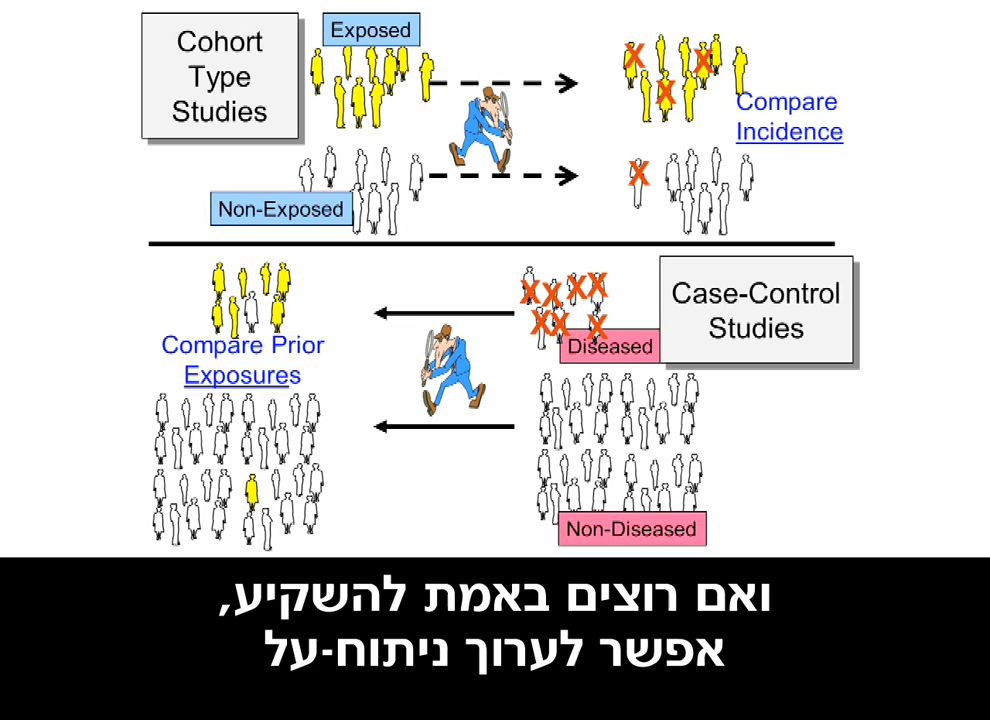 Cohort
Type
Studies
Exposed
Compare
Incidence
Non-Exposed
Case-Control
Studies
Diseased
Compare Prior
Exposures
Non-Diseased
ואם רוצים באמת להשקיע,
אפשר לערוך ניתוח-על